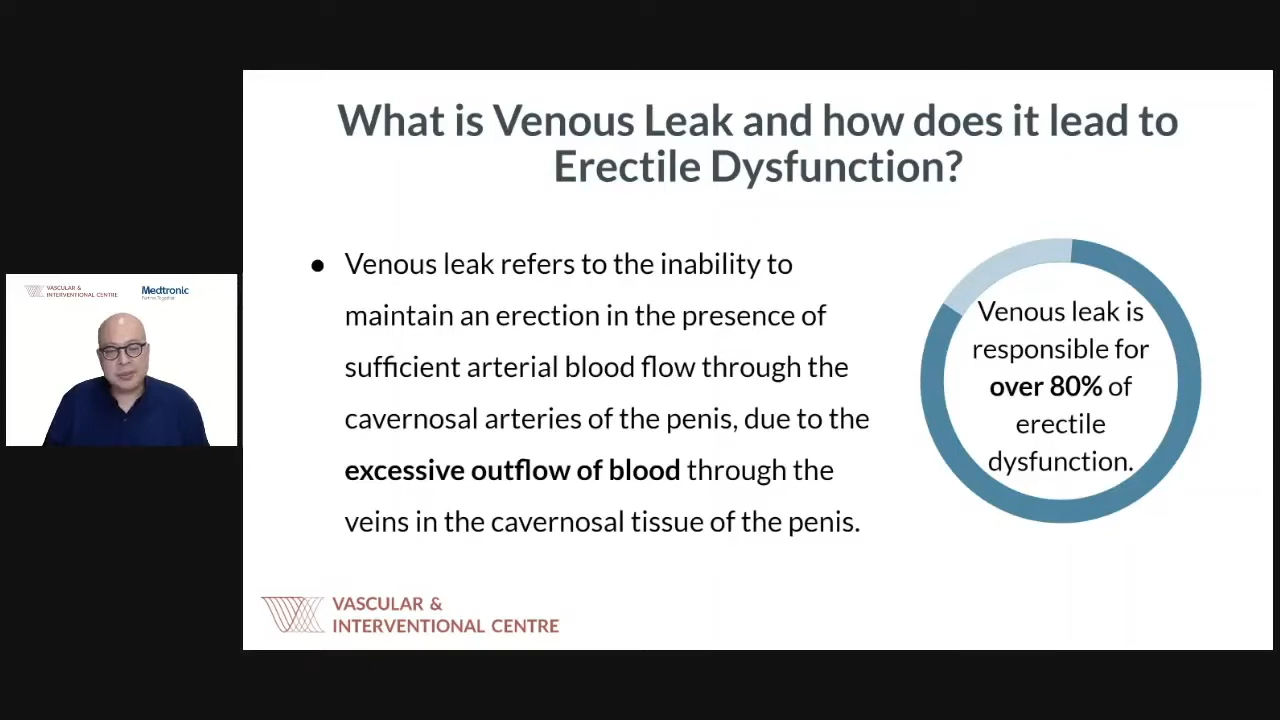 What is Venous Leak and how does it lead to
Erectile Dysfunction?
● Venous leak refers to the inability to
maintain an erection in the presence of
sufficient arterial blood flow through the
cavernosal arteries of the penis, due to the
excessive outflow of blood through the
veins in the cavernosal tissue of the penis.
Venous leak is
responsible for
over 80% of
erectile
dysfunction.
VASCULAR &
INTERVENTIONAL CENTRE
VASCULAR &
INTERVENTIONAL CENTRE
Medtronic